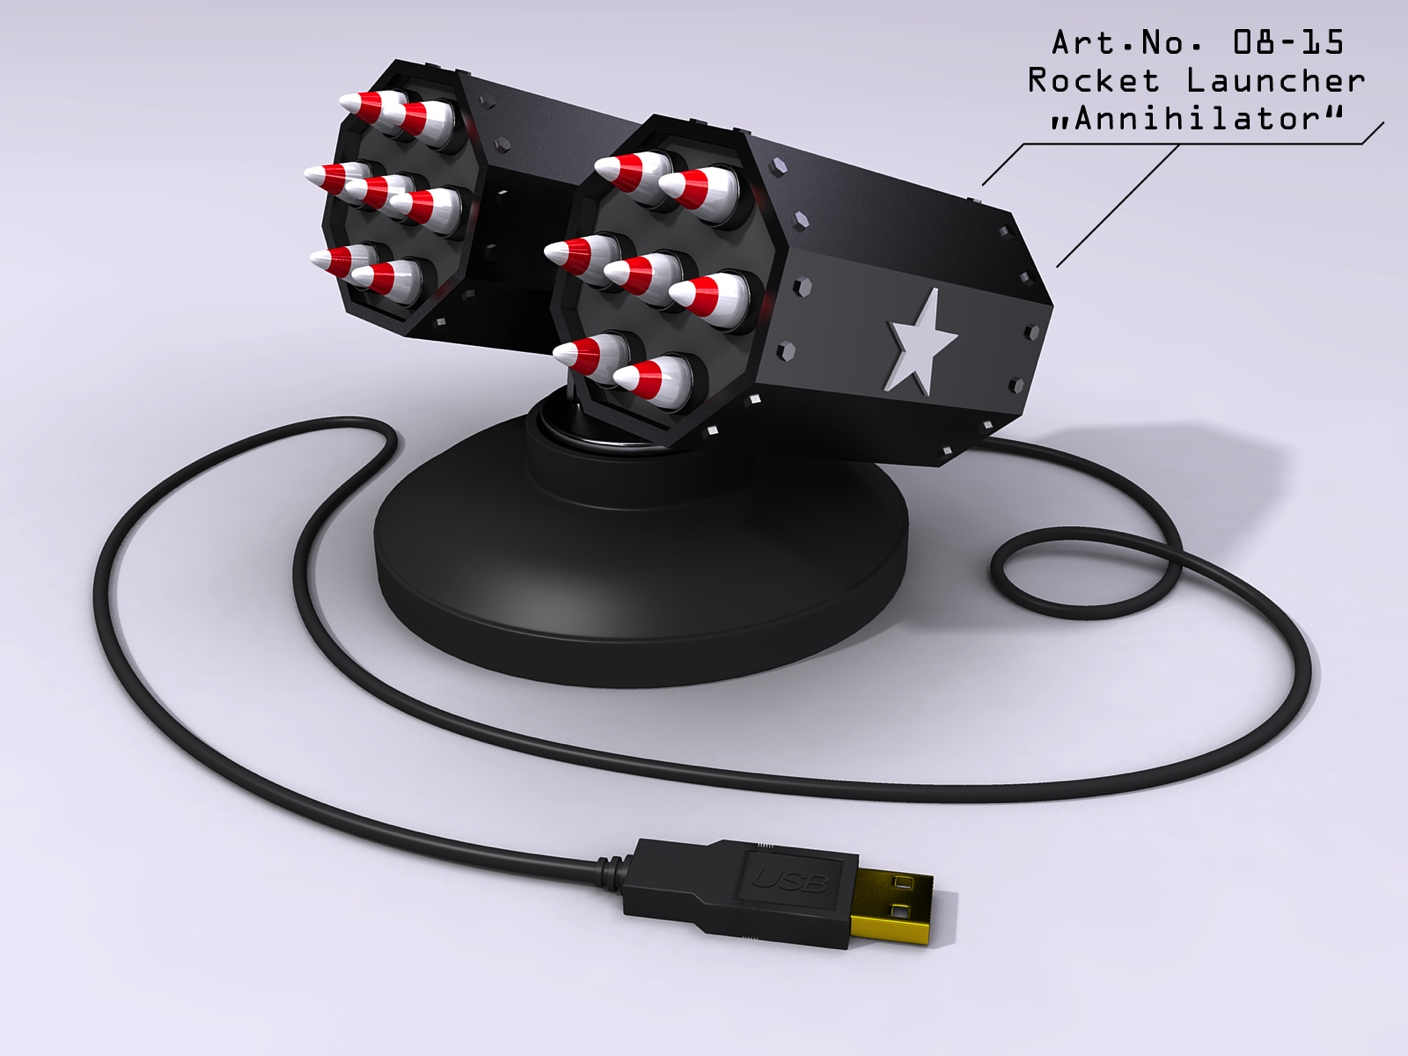 Art.No. 08-15
Rocket Launcher
„Annihilator“
USB